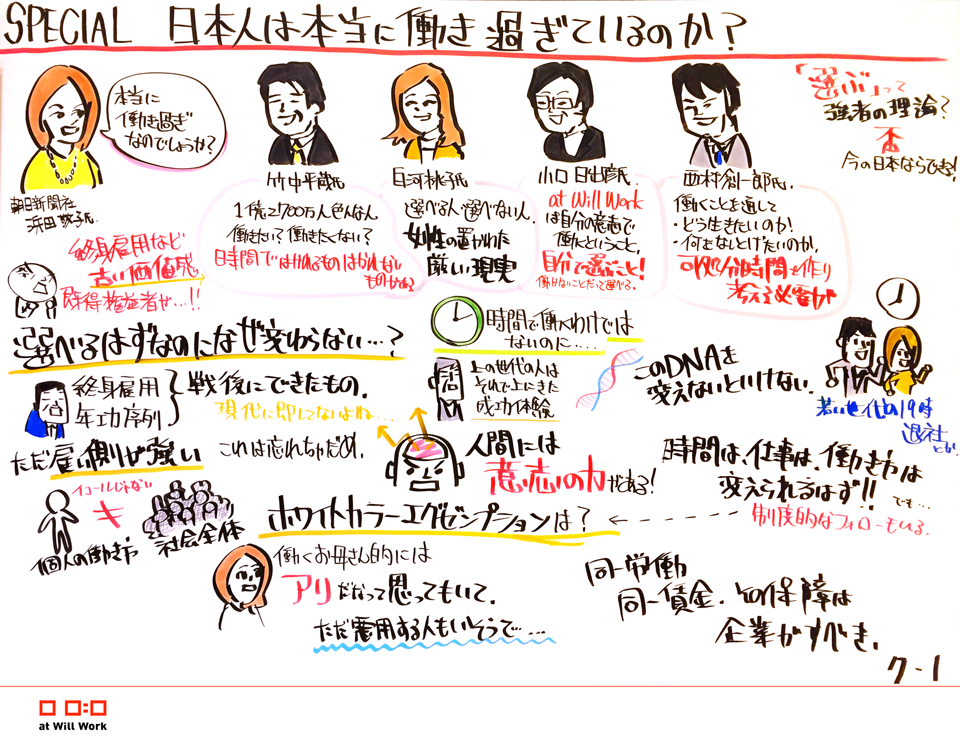 SPECIAL 日本人は本当に働き過ぎているのか?
本当に
働き過ぎ
なのでしょうか?
朝日新聞社
浜田敬子氏
竹中平蔵氏
白河桃子氏
小口日出彦氏
西村創一郎氏
「選ぶ」って
強者の理論?
今の日本ならできる!
1億2700万人色んな人
働きたい?働きたくない?
日時間ではかれるものはかれない
ものがある
選べる人・選べない人
女性の置かれた
厳しい現実
at Will Work
は自分の意志で
働くということ。
自分で選ぶこと!
働かないことだって選べる。
働くことを通して
・どう生きたいのか!
・何をなしとげたいのか。
可処分時間を作り
考える必要が
終身雇用など
古い価値感
既得権益者が…!!
選べるはずなのになぜ変わらない…?
時間で働くわけでは
ないのに….
終身雇用
年功序列
戦後にできたもの。
現代に即してないよね…
これは忘れちゃだめ。
ただ雇い側が強い
上の世代の人は
それで上にきた
成功体験
このDNAを
変えないといけない。
若い世代の19時
退社とか
人間には
意志の力がある!
時間は、仕事は、働き方は
変えられるはず!!
でも…
制度的なフォローもいる。
イコールじゃない
≠
個人の働き方
社会全体
ホワイトカラーエグゼンプションは?
働くお母さん的には
アリだなって思ってもいて。
ただ悪用する人もいそうで…
同一労働
同一賃金、その保障は
企業がすべき。
7-1
at Will Work